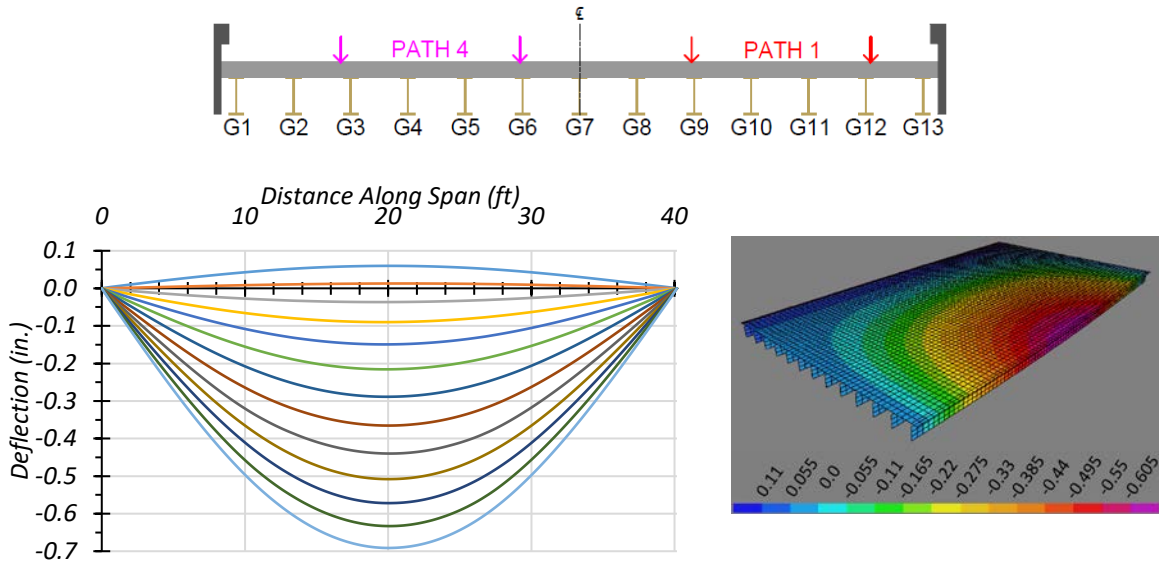 ℄
PATH 4 PATH 1
G1 G2 G3 G4 G5 G6 G7 G8 G9 G10 G11 G12 G13
Distance Along Span (ft)
0 10 20 30 40
0.1
0.0
-0.1
-0.2
-0.3
-0.4
-0.5
-0.6
-0.7
Deflection (in.)
0.11 0.055 0.0 -0.055 -0.11 -0.165 -0.22 -0.275 -0.33 -0.385 -0.44 -0.495 -0.55 -0.605